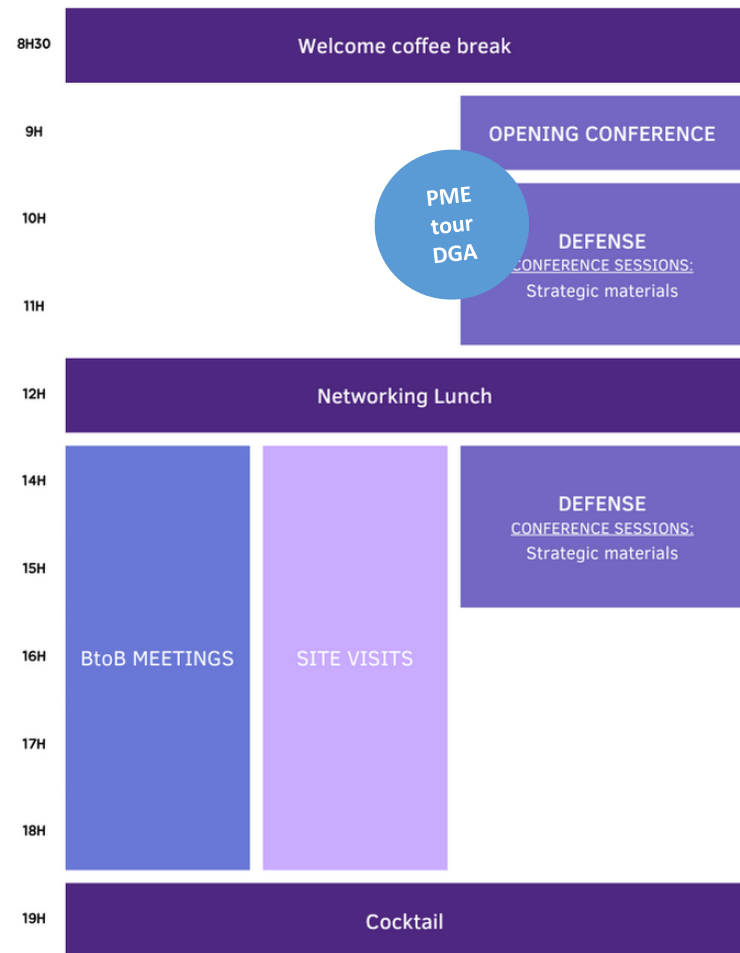 8H30
Welcome coffee break
9H
OPENING CONFERENCE
PME
tour
DGA
10H
DEFENSE
CONFERENCE SESSIONS:
Strategic materials
11H
12H
Networking Lunch
14H
DEFENSE
CONFERENCE SESSIONS:
Strategic materials
15H
16H
BtoB MEETINGS
SITE VISITS
17H
18H
19H
Cocktail